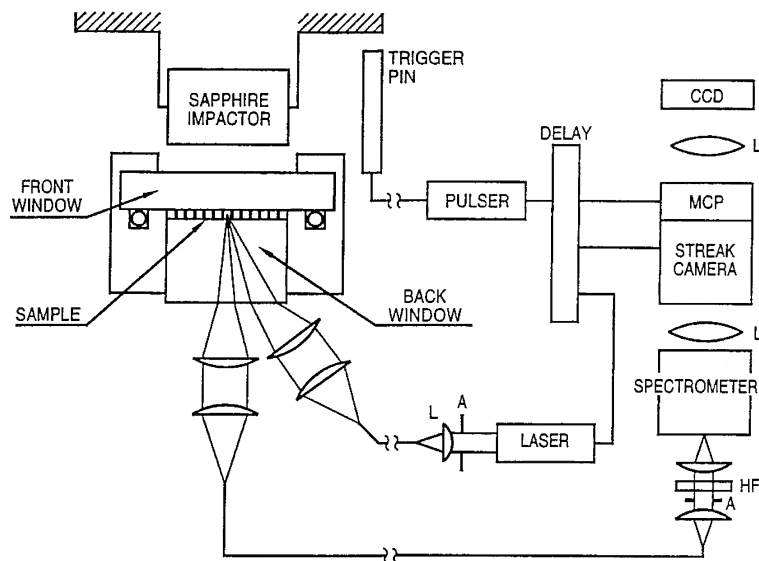 TRIGGER
PIN
SAPPHIRE
IMPACTOR
CCD
L
DELAY
FRONT
WINDOW
PULSER
MCP
STREAK
CAMERA
SAMPLE
BACK
WINDOW
L
SPECTROMETER
L
A
LASER
HF
A